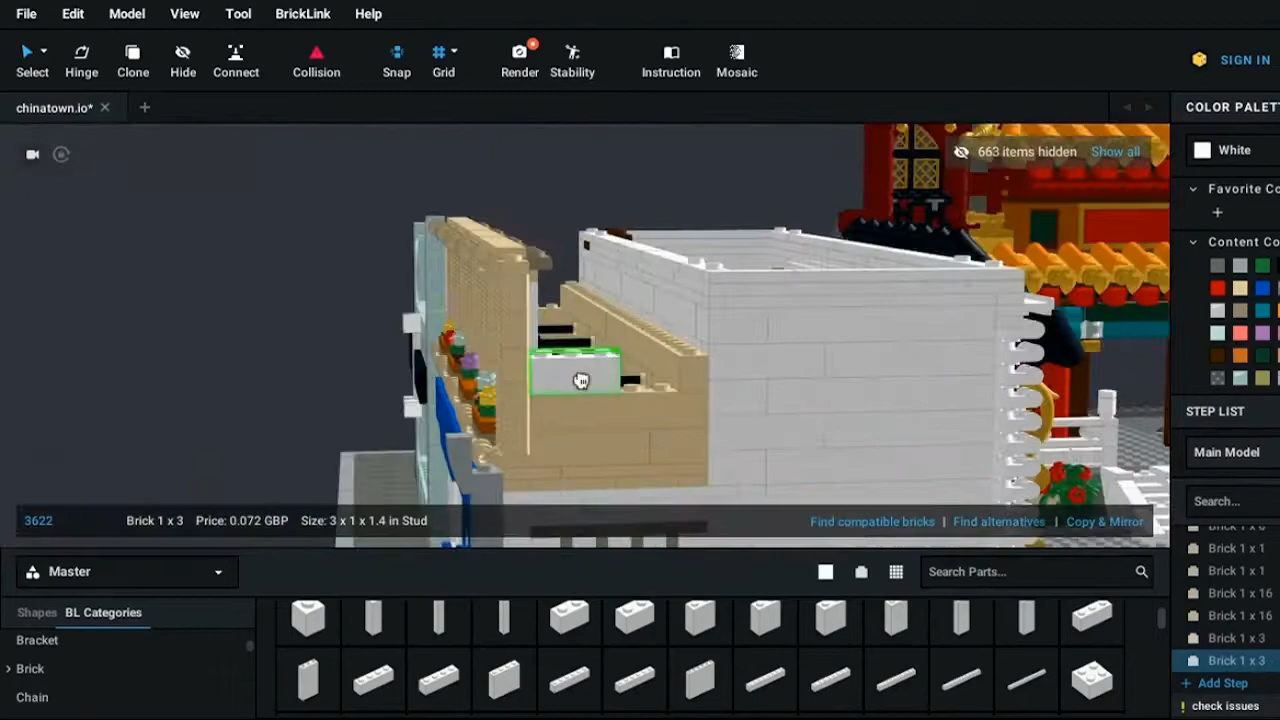 File Edit Model View Tool BrickLink Help
Select Hinge Clone Hide Connect Collision Snap Grid Render Stability Instruction Mosaic SIGN IN
chinatown.io* COLOR PALETT
663 items hidden Show all
White
Favorite Co
Content Co
STEP LIST
Main Model
Search...
3622 Brick 1 x 3 Price: 0.072 GBP Size: 3 x 1 x 1.4 in Stud Find compatible bricks | Find alternatives | Copy & Mirror
Brick 1 x 6
Brick 1 x 1
Brick 1 x 1
Brick 1 x 16
Brick 1 x 16
Brick 1 x 3
Brick 1 x 3
Add Step
check issues
Master Search Parts...
Shapes BL Categories
Bracket
Brick
Chain